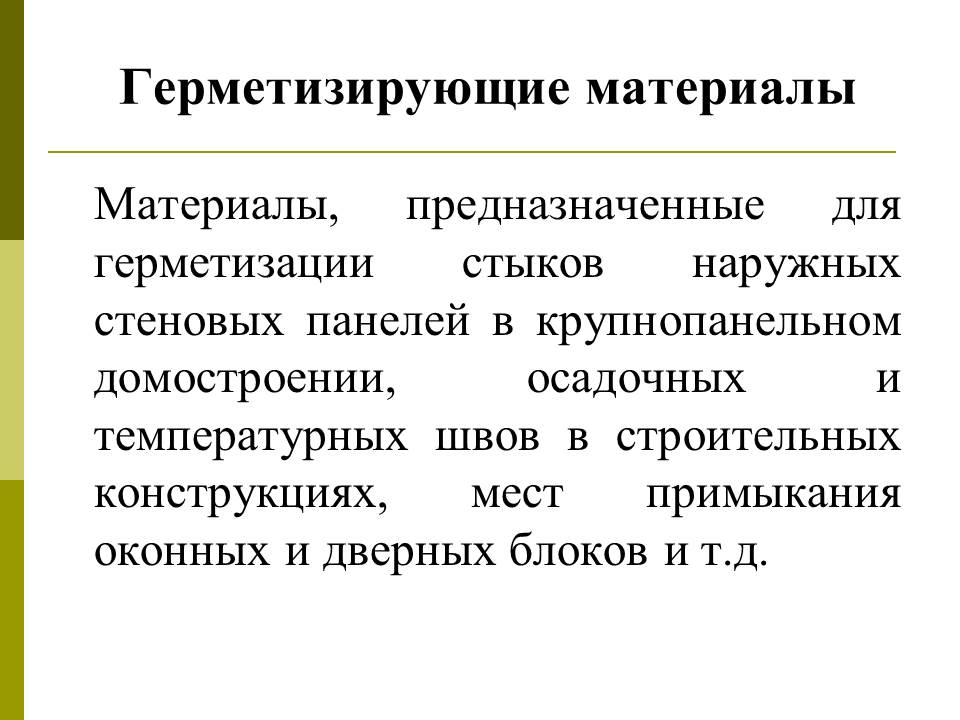 Герметизирующие материалы
Материалы, предназначенные для
герметизации стыков наружных
стеновых панелей в крупнопанельном
домостроении, осадочных и
температурных швов в строительных
конструкциях, мест примыкания
оконных и дверных блоков и т.д.